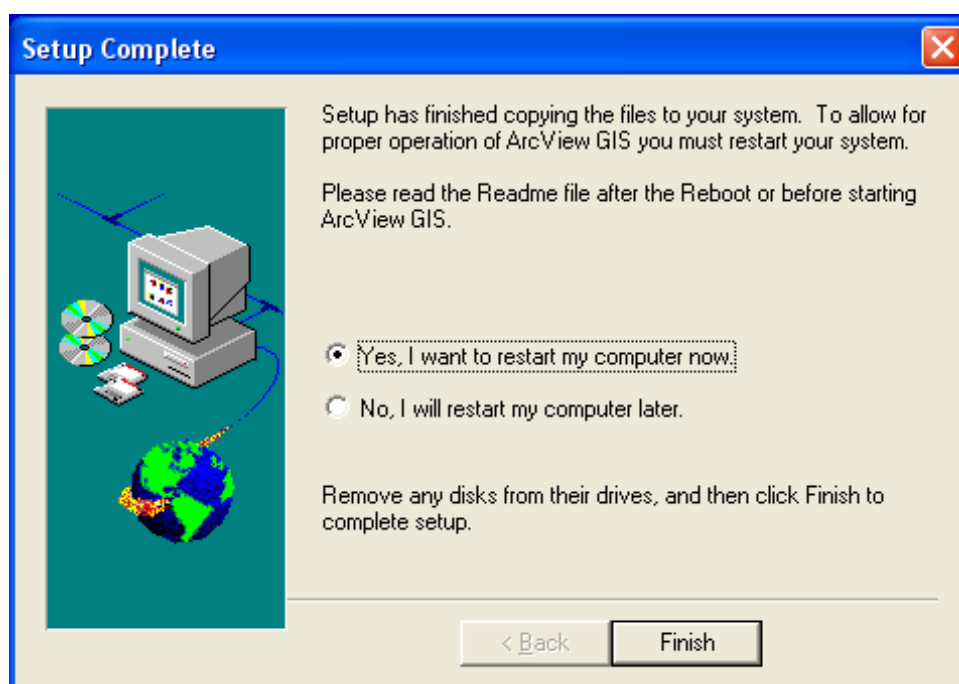 Setup Complete
Setup has finished copying the files to your system.  To allow for
proper operation of ArcView GIS you must restart your system.
Please read the Readme file after the Reboot or before starting
ArcView GIS.
Yes, I want to restart my computer now.
No, I will restart my computer later.
Remove any disks from their drives, and then click Finish to
complete setup.
< Back
Finish